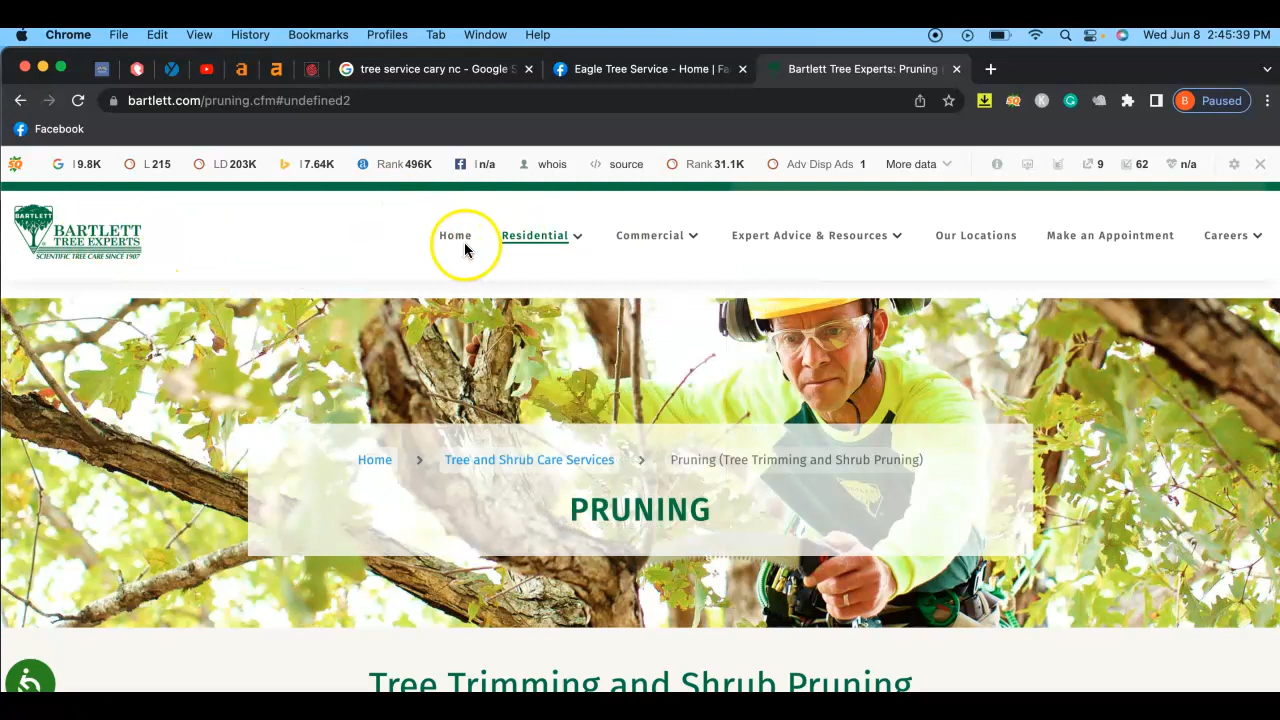 Chrome File Edit View History Bookmarks Profiles Tab Window Help Wed Jun 8 2:45:39 PM
tree service cary nc - Google S Eagle Tree Service - Home | Fa Bartlett Tree Experts: Pruning
bartlett.com/pruning.cfm#undefined2 B Paused
Facebook
I 9.8K L 215 LD 203K I 7.64K Rank 496K I n/a whois source Rank 31.1K Adv Disp Ads 1 More data 9 62 n/a
BARTLETT
BARTLETT
TREE EXPERTS
SCIENTIFIC TREE CARE SINCE 1907
Home Residential Commercial Expert Advice & Resources Our Locations Make an Appointment Careers
Home > Tree and Shrub Care Services > Pruning (Tree Trimming and Shrub Pruning)
PRUNING
Tree Trimming and Shrub Pruning